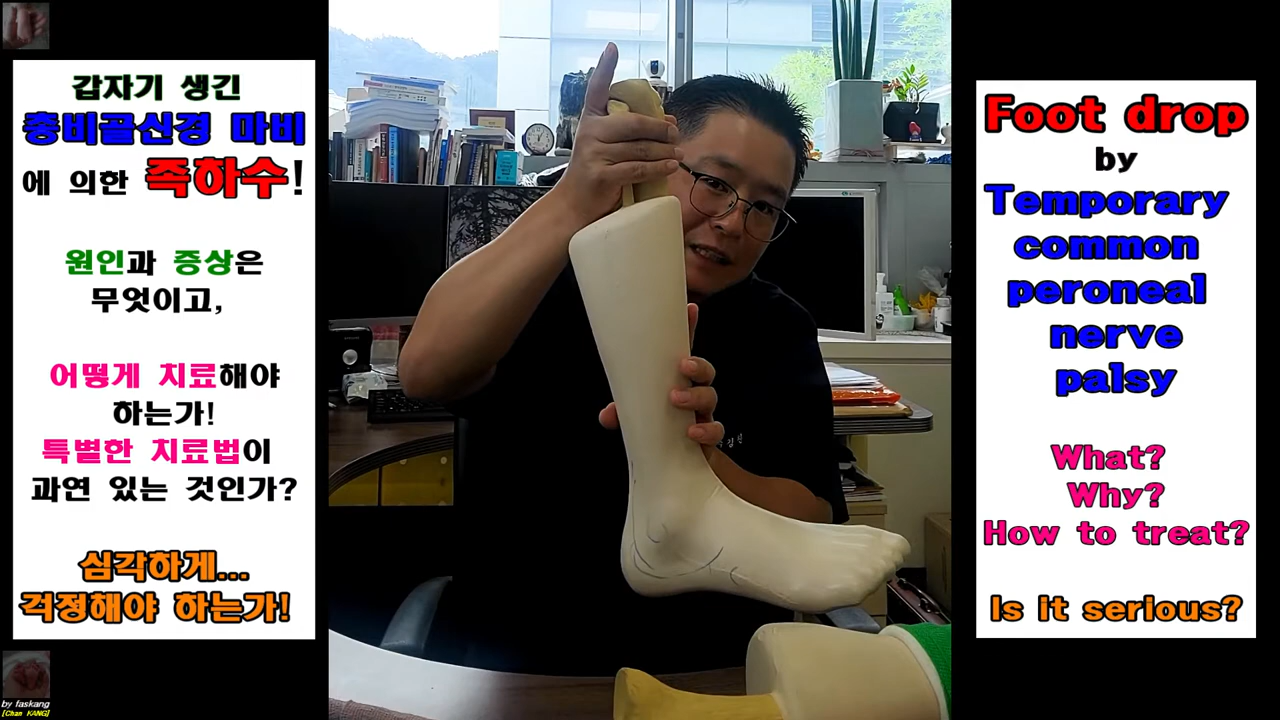 갑자기 생긴
총비골신경 마비
에 의한 족하수!
원인과 증상은
무엇이고,
어떻게 치료해야
하는가!
특별한 치료법이
과연 있는 것인가?
심각하게...
걱정해야 하는가!
by faskang
[Chan KANG]
Foot drop
by
Temporary
common
peroneal
nerve
palsy
What?
Why?
How to treat?
Is it serious?